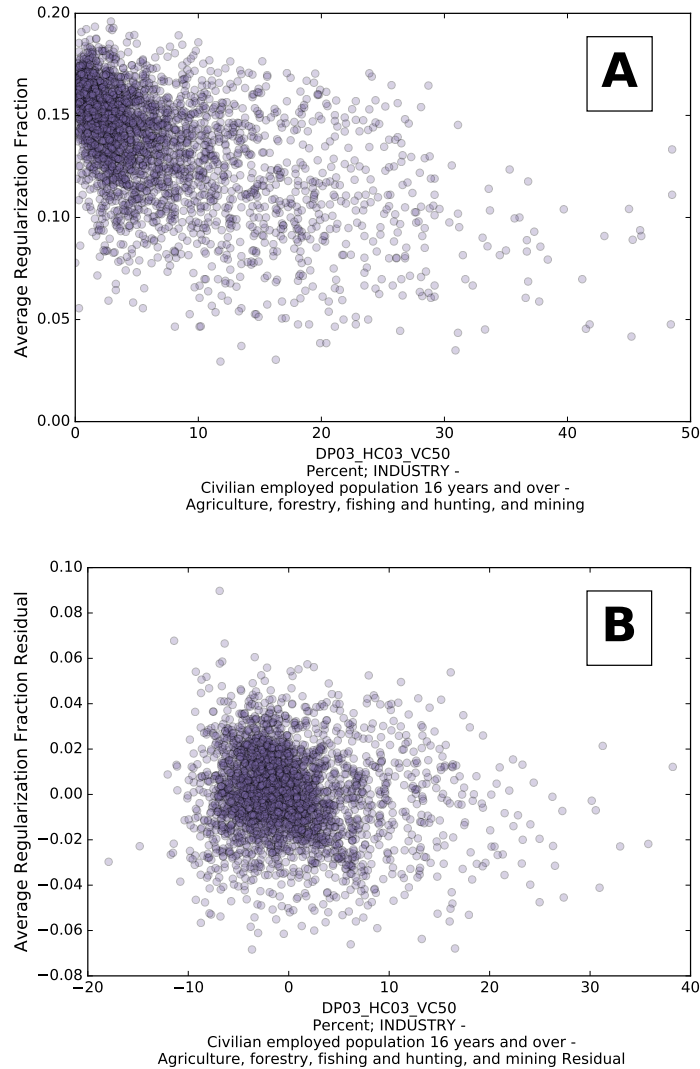 0.20
A
0.15
0.10
0.05
0.00
Average Regularization Fraction
0 10 20 30 40 50
DP03_HC03_VC50
Percent; INDUSTRY -
Civilian employed population 16 years and over -
Agriculture, forestry, fishing and hunting, and mining
0.10
B
0.08
0.06
0.04
0.02
0.00
−0.02
−0.04
−0.06
−0.08
Average Regularization Fraction Residual
−20 −10 0 10 20 30 40
DP03_HC03_VC50
Percent; INDUSTRY -
Civilian employed population 16 years and over -
Agriculture, forestry, fishing and hunting, and mining Residual